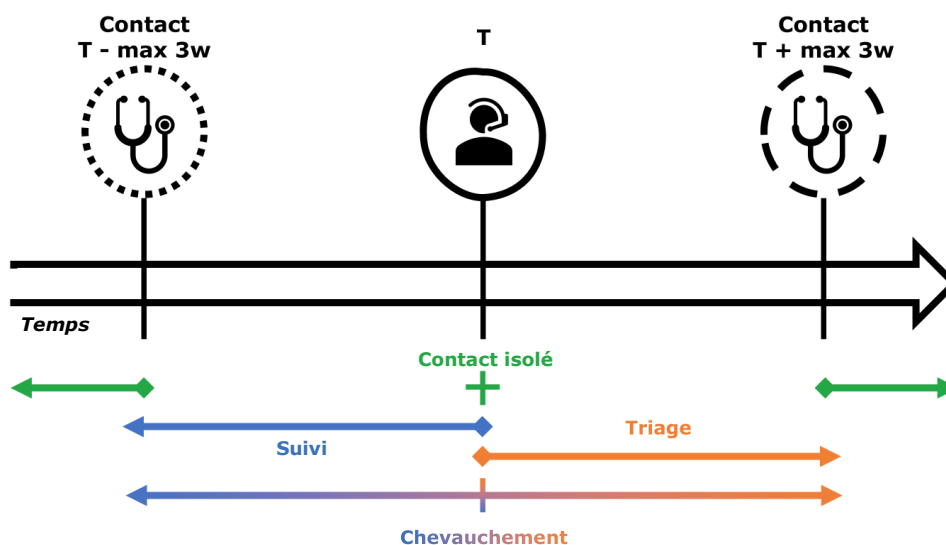 Contact
T - max 3w
T
Contact
T + max 3w
Temps
Contact isolé
Suivi
Triage
Chevauchement